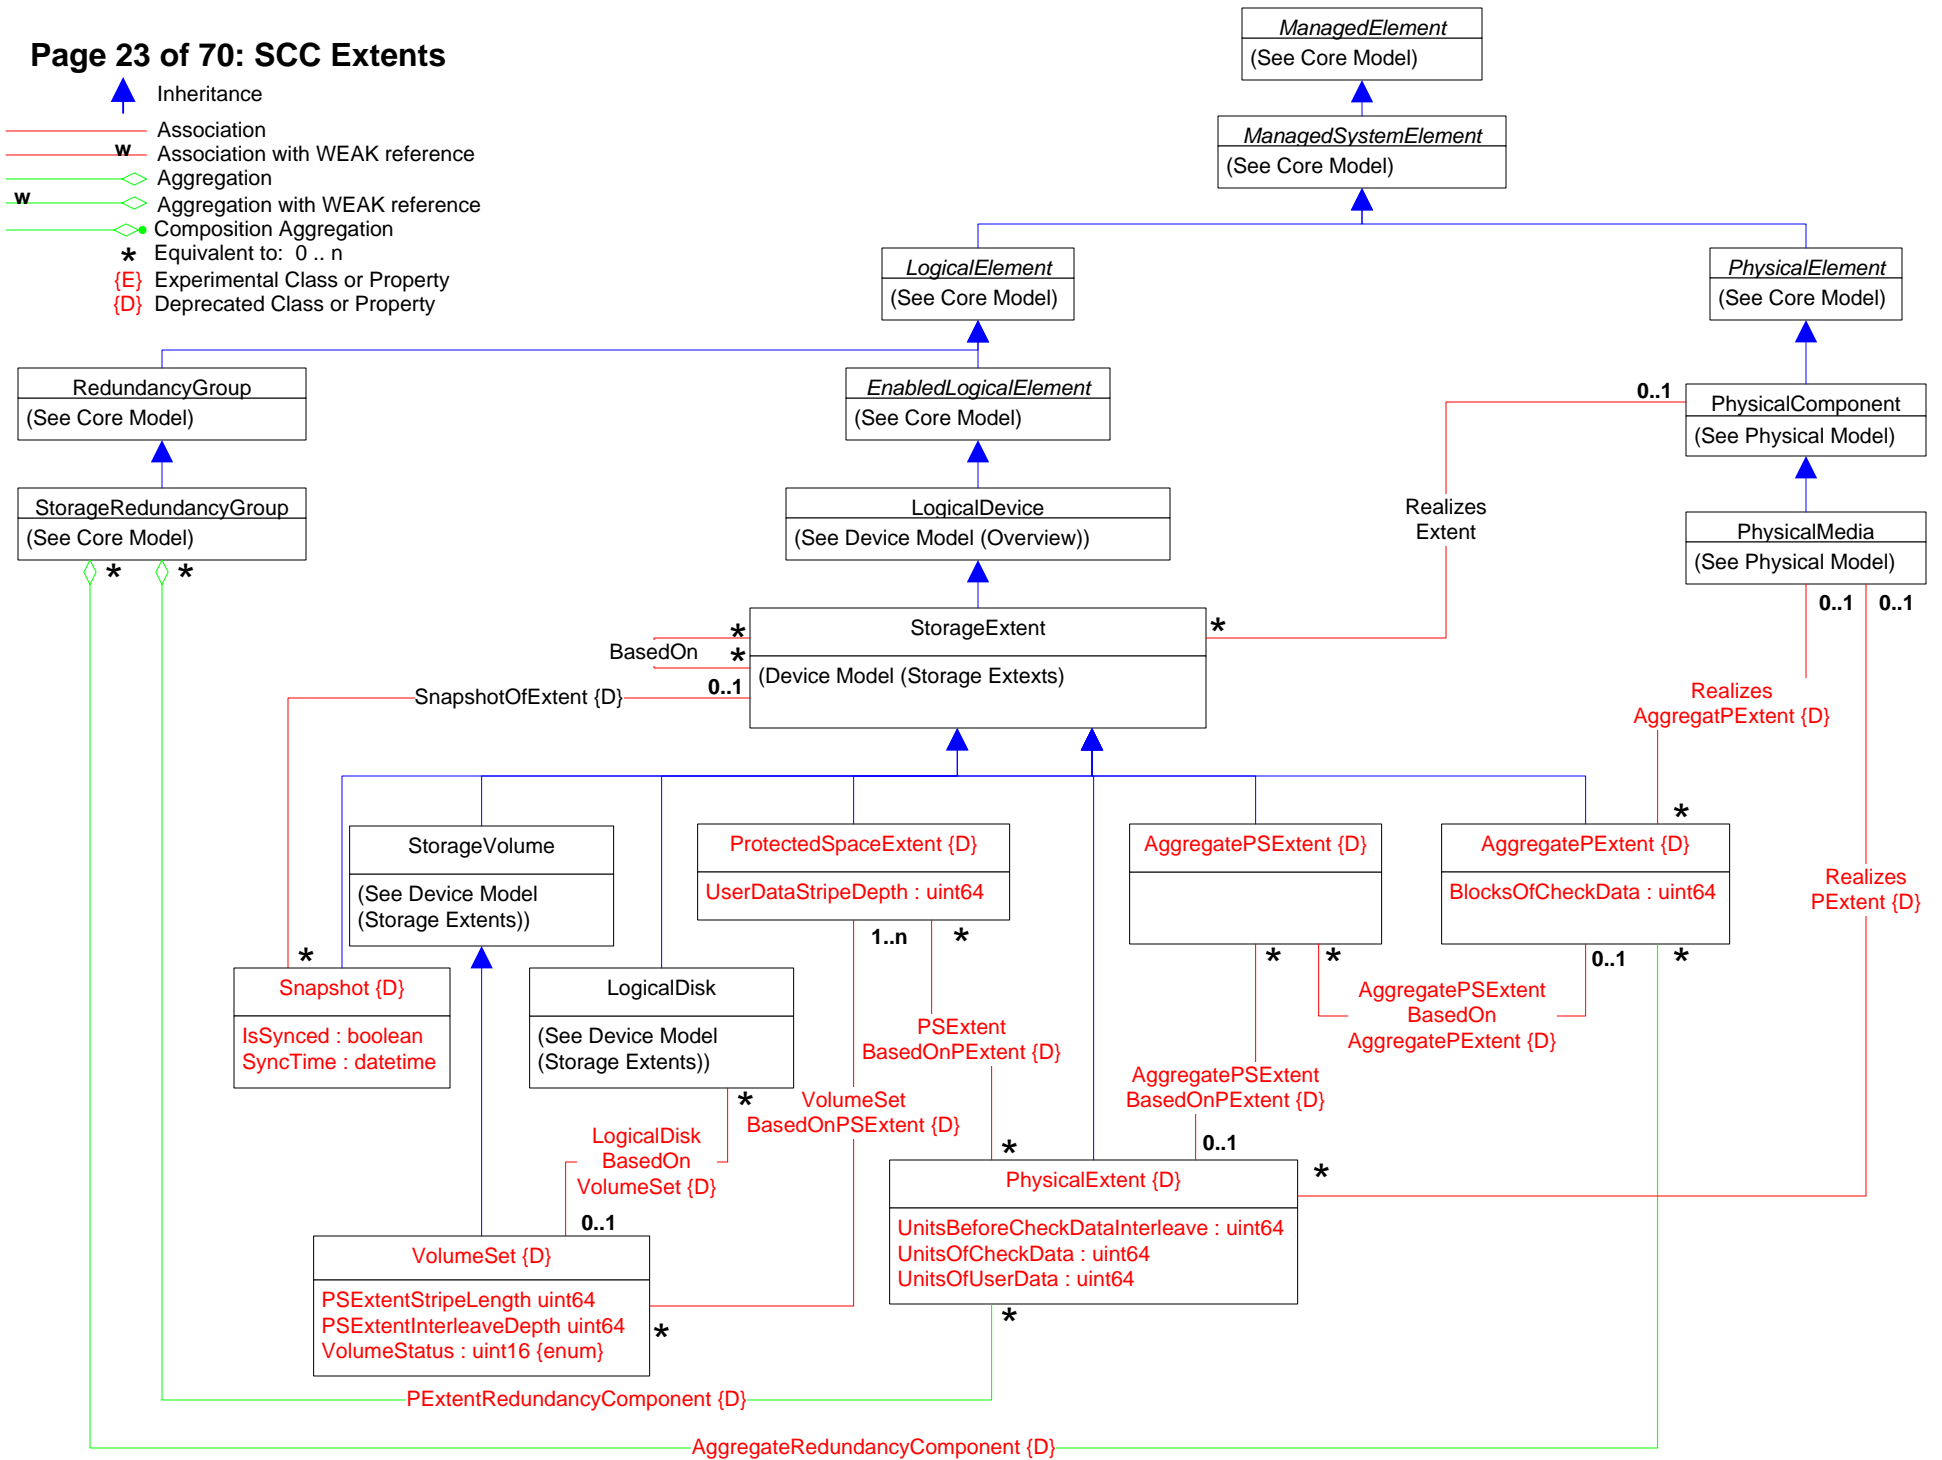 Page 23 of 70: SCC Extents
Inheritance
Association
w
Association with WEAK reference
Aggregation
w
Aggregation with WEAK reference
Composition Aggregation
* Equivalent to: 0 .. n
{E} Experimental Class or Property
{D} Deprecated Class or Property
ManagedElement
(See Core Model)
ManagedSystemElement
(See Core Model)
LogicalElement
(See Core Model)
PhysicalElement
(See Core Model)
RedundancyGroup
(See Core Model)
EnabledLogicalElement
(See Core Model)
0..1
PhysicalComponent
(See Physical Model)
StorageRedundancyGroup
(See Core Model)
* *
LogicalDevice
(See Device Model (Overview))
Realizes
Extent
PhysicalMedia
(See Physical Model)
0..1 0..1
StorageExtent
(Device Model (Storage Extexts)
*
*
BasedOn
*
0..1
SnapshotOfExtent {D}
Realizes
AggregatPExtent {D}
*
StorageVolume
(See Device Model
(Storage Extents))
ProtectedSpaceExtent {D}
UserDataStripeDepth : uint64
1..n *
AggregatePSExtent {D}
* *
AggregatePExtent {D}
BlocksOfCheckData : uint64
0..1 *
Realizes
PExtent {D}
*
Snapshot {D}
IsSynced : boolean
SyncTime : datetime
LogicalDisk
(See Device Model
(Storage Extents))
*
PSExtent
BasedOnPExtent {D}
*
AggregatePSExtent
BasedOn
AggregatePExtent {D}
AggregatePSExtent
BasedOnPExtent {D}
0..1
VolumeSet
BasedOnPSExtent {D}
LogicalDisk
BasedOn
VolumeSet {D}
0..1
PhysicalExtent {D}
UnitsBeforeCheckDataInterleave : uint64
UnitsOfCheckData : uint64
UnitsOfUserData : uint64
*
*
VolumeSet {D}
PSExtentStripeLength uint64
PSExtentInterleaveDepth uint64
VolumeStatus : uint16 {enum}
*
PExtentRedundancyComponent {D}
AggregateRedundancyComponent {D}